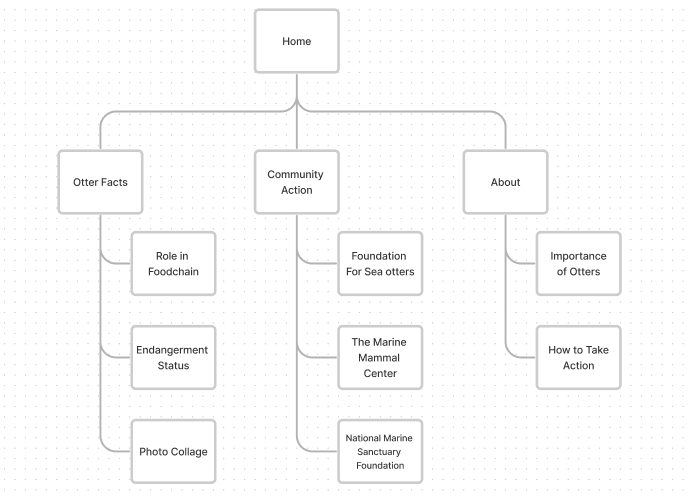 Home
Otter Facts
Community
Action
About
Role in
Foodchain
Foundation
For Sea otters
Importance
of Otters
Endangerment
Status
The Marine
Mammal
Center
How to Take
Action
Photo Collage
National Marine
Sanctuary
Foundation